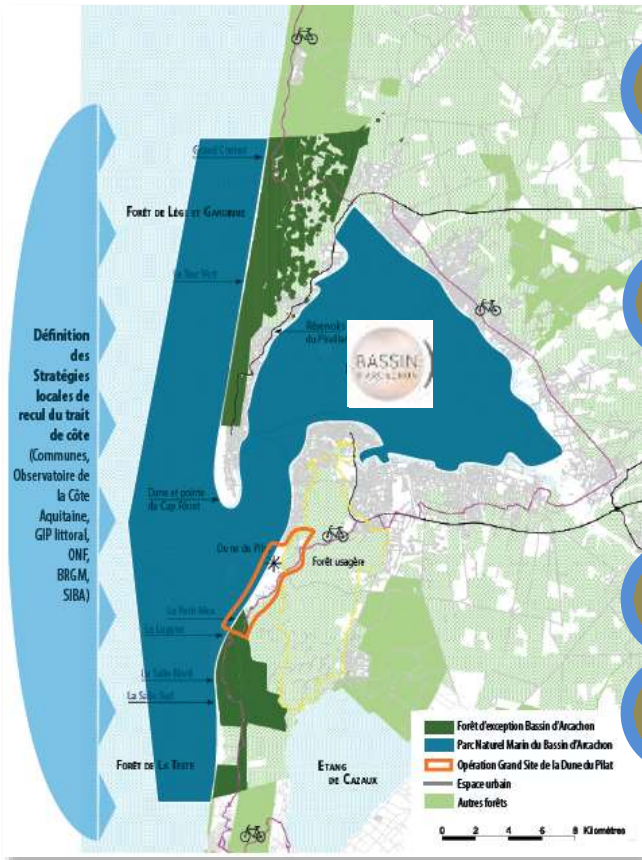 Grand Crohot
FORÊT DE LÈGE ET GARONNE
Le Truc Vert
Définition
des
Stratégies
locales de
recul du trait
de côte
(Communes,
Observatoire de
la Côte
Aquitaine,
GIP littoral,
ONF,
BRGM,
SIBA)
Réservoirs
du Piraillan
BASSIN
D'ARCACHON
Dune et pointe
du Cap Ferret
Dune du Pilat
Forêt usagère
Le Petit Nice
La Lagune
La Salie Nord
La Salie Sud
FORÊT DE LA TESTE
ETANG
DE CAZAUX
Forêt d'exception Bassin d'Arcachon
Parc Naturel Marin du Bassin d'Arcachon
Opération Grand Site de la Dune du Pilat
Espace urbain
Autres forêts
0 2 4 6 8 Kilomètres